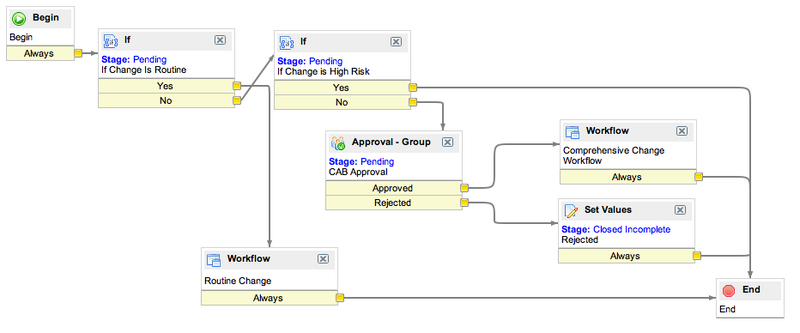 Begin
Begin
Always
If
Stage: Pending
If Change Is Routine
Yes
No
If
Stage: Pending
If Change is High Risk
Yes
No
Approval - Group
Stage: Pending
CAB Approval
Approved
Rejected
Workflow
Comprehensive Change
Workflow
Always
Set Values
Stage: Closed Incomplete
Rejected
Always
Workflow
Routine Change
Always
End
End